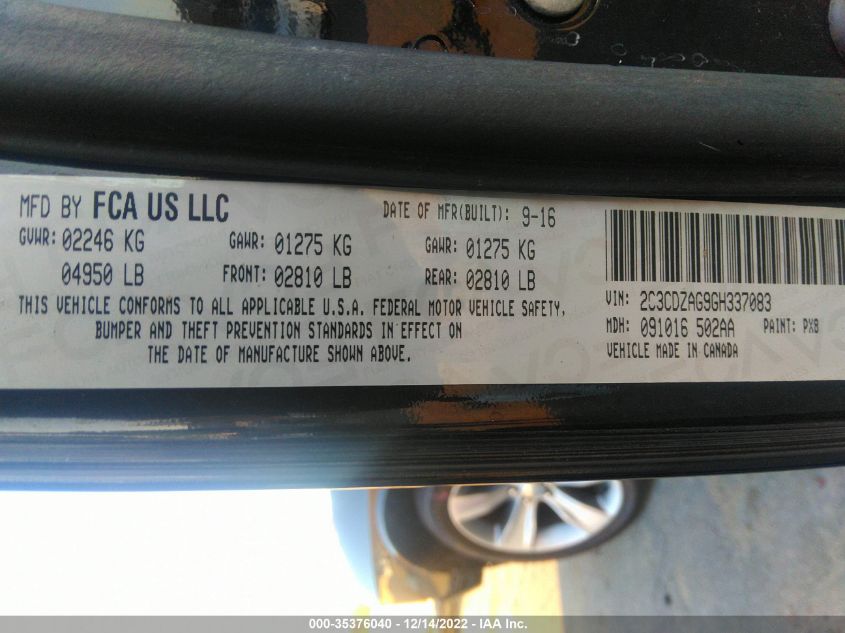 MFD BY FCA US LLC
DATE OF MFR(BUILT): 9-16
GVWR: 02246 KG
GAWR: 01275 KG
GAWR: 01275 KG
04950 LB
FRONT: 02810 LB
REAR: 02810 LB
THIS VEHICLE CONFORMS TO ALL APPLICABLE U.S.A. FEDERAL MOTOR VEHICLE SAFETY,
BUMPER AND THEFT PREVENTION STANDARDS IN EFFECT ON
THE DATE OF MANUFACTURE SHOWN ABOVE.
VIN: 2C3CDZAG9GH337083
MDH: 091016 502AA PAINT: PX8
VEHICLE MADE IN CANADA
000-35376040 - 12/14/2022 - IAA Inc.